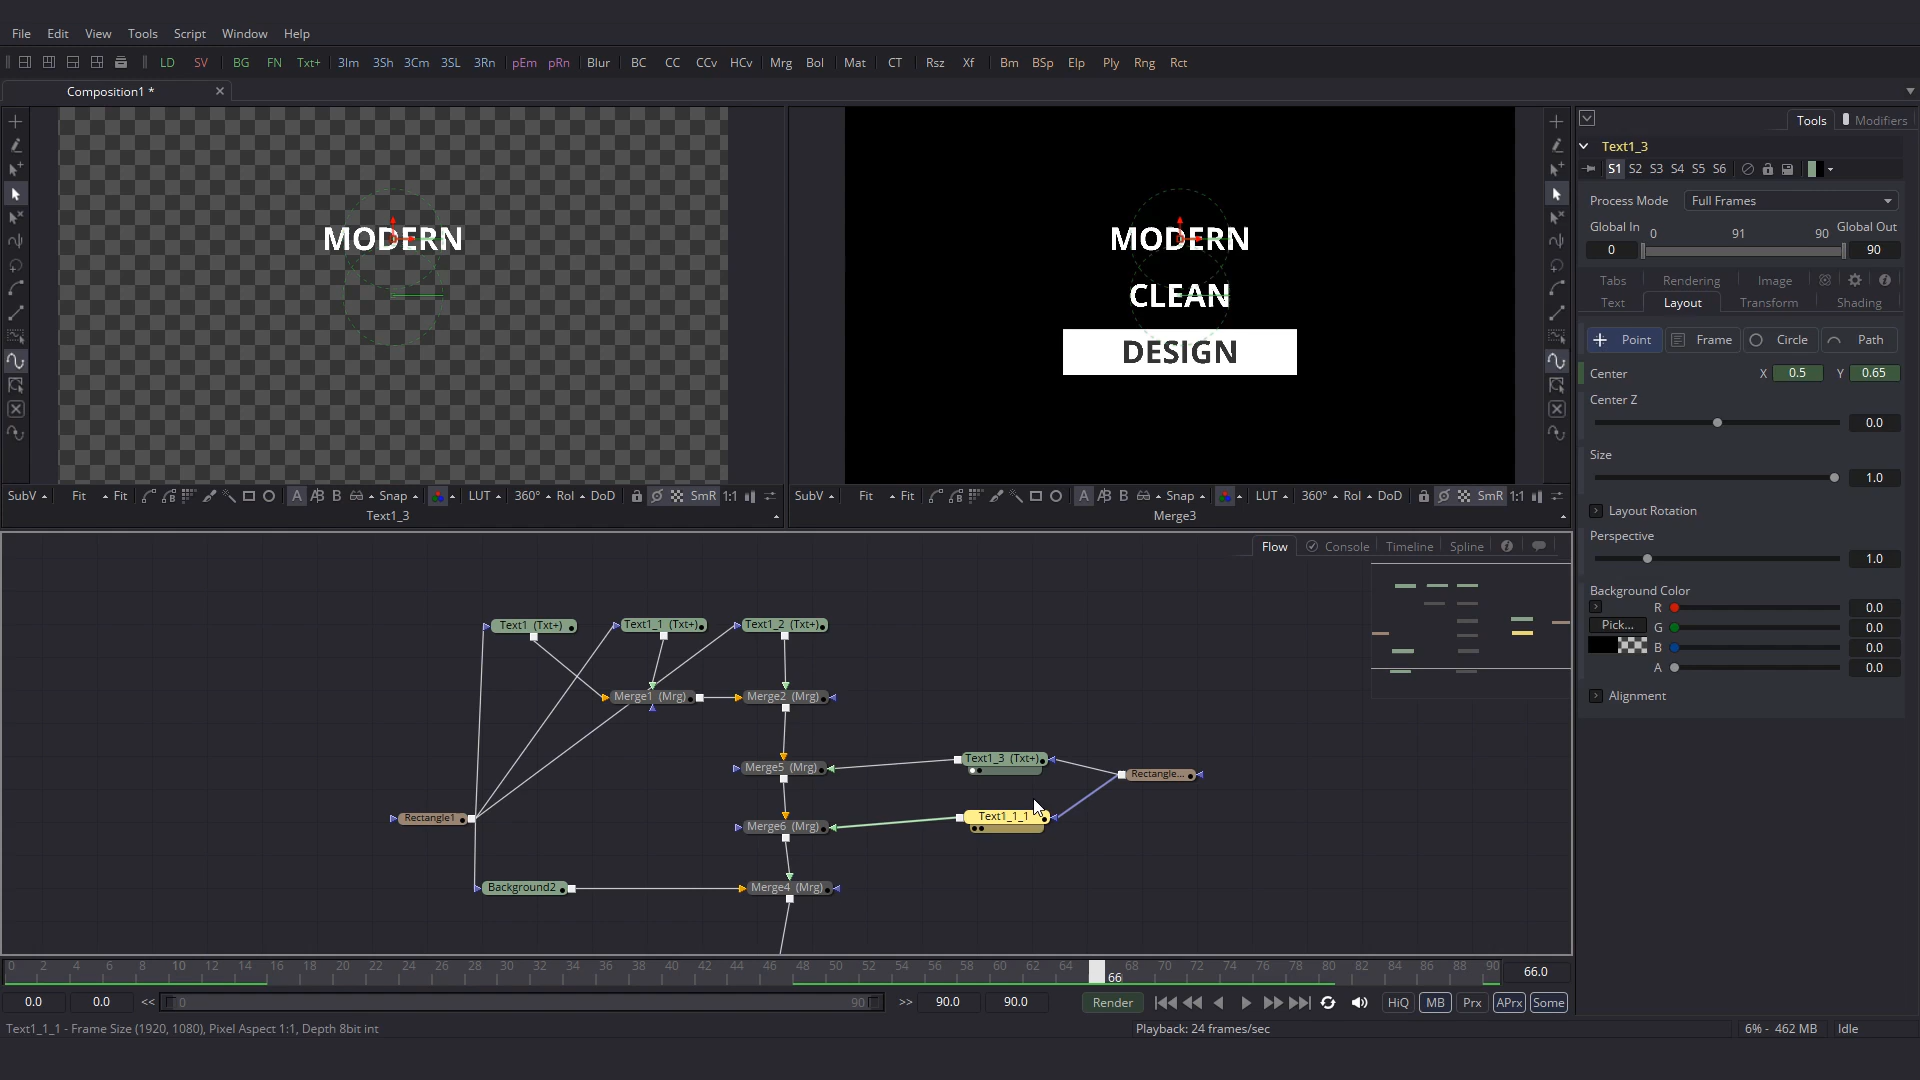 File Edit View Tools Script Window Help
LD SV BG FN Txt+ 3Im 3Sh 3Cm 3SL 3Rn pEm pRn Blur BC CC CCv HCv Mrg Bol Mat CT Rsz Xf Bm BSp Elp Ply Rng Rct
Composition1 *
Tools Modifiers
Text1_3
S1 S2 S3 S4 S5 S6
Process Mode Full Frames
Global In 0 91 90 Global Out
0 90
Tabs Rendering Image
Text Layout Transform Shading
Point Frame Circle Path
Center X 0.5 Y 0.65
Center Z
0.0
Size
1.0
Layout Rotation
Perspective
1.0
Background Color
R 0.0
Pick... G 0.0
B 0.0
A 0.0
Alignment
MODERN
MODERN
CLEAN
DESIGN
SubV Fit Fit A B Snap LUT 360° RoI DoD SmR 1:1
Text1_3
SubV Fit Fit A B Snap LUT 360° RoI DoD SmR 1:1
Merge3
Flow Console Timeline Spline
Text1 (Txt+) Text1_1 (Txt+) Text1_2 (Txt+)
Merge1 (Mrg) Merge2 (Mrg)
Merge5 (Mrg) Text1_3 (Txt+) Rectangle...
Rectangle1 Merge6 (Mrg) Text1_1_1
Background2 Merge4 (Mrg)
0 2 4 6 8 10 12 14 16 18 20 22 24 26 28 30 32 34 36 38 40 42 44 46 48 50 52 54 56 58 60 62 64 66 68 70 72 74 76 78 80 82 84 86 88 90 66.0
0.0 0.0 << 0 90 >> 90.0 90.0 Render HiQ MB Prx APrx Some
Text1_1_1 - Frame Size (1920, 1080), Pixel Aspect 1:1, Depth 8bit int Playback: 24 frames/sec 6% - 462 MB Idle